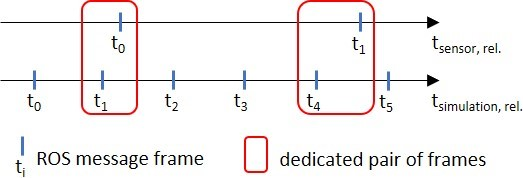 t0 t1 tsensor, rel.
t0 t1 t2 t3 t4 t5 tsimulation, rel.
ti ROS message frame dedicated pair of frames